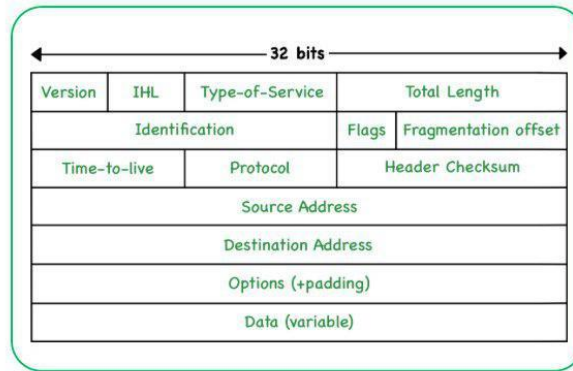 32 bits
Version IHL Type-of-Service Total Length
Identification Flags Fragmentation offset
Time-to-live Protocol Header Checksum
Source Address
Destination Address
Options (+padding)
Data (variable)